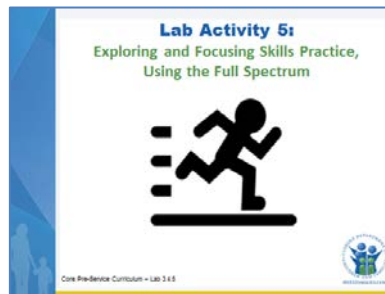 Lab Activity 5:
Exploring and Focusing Skills Practice,
Using the Full Spectrum
Core Pre-Service Curriculum – Lab 3.4.5